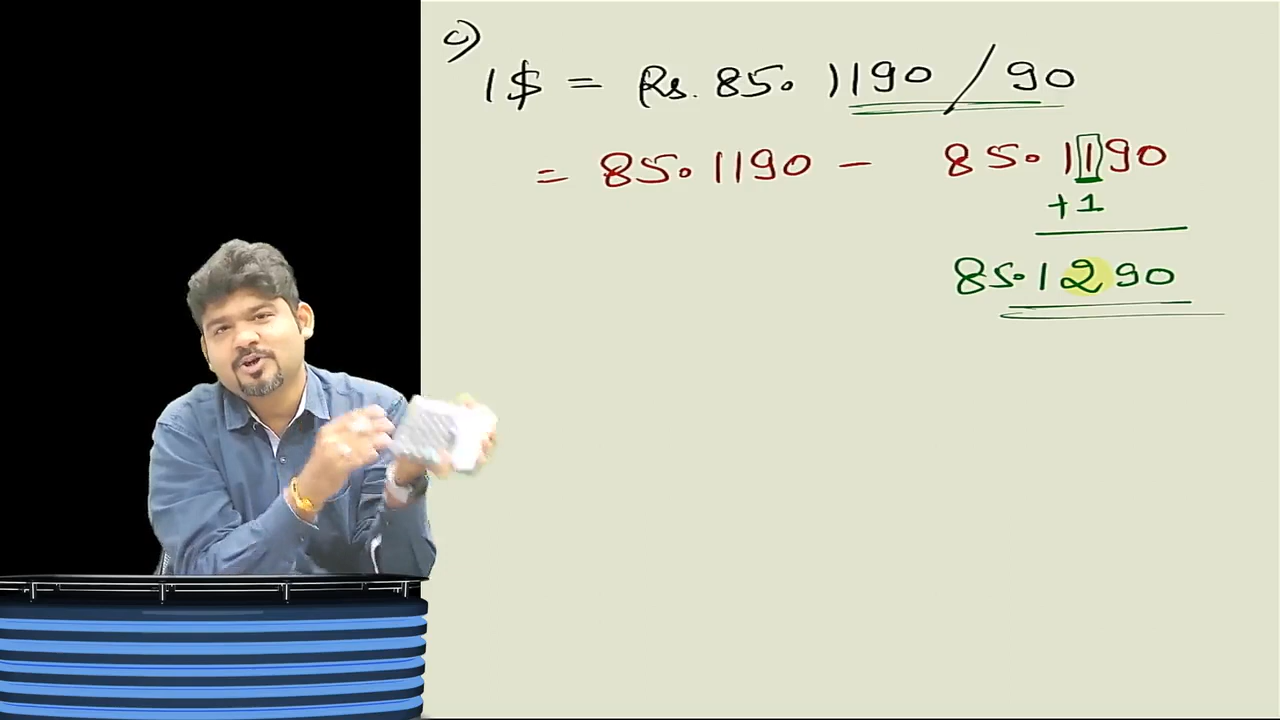 c)
1$ = Rs. 85.1190 / 90
= 85.1190 - 85.1190
+1
85.1290